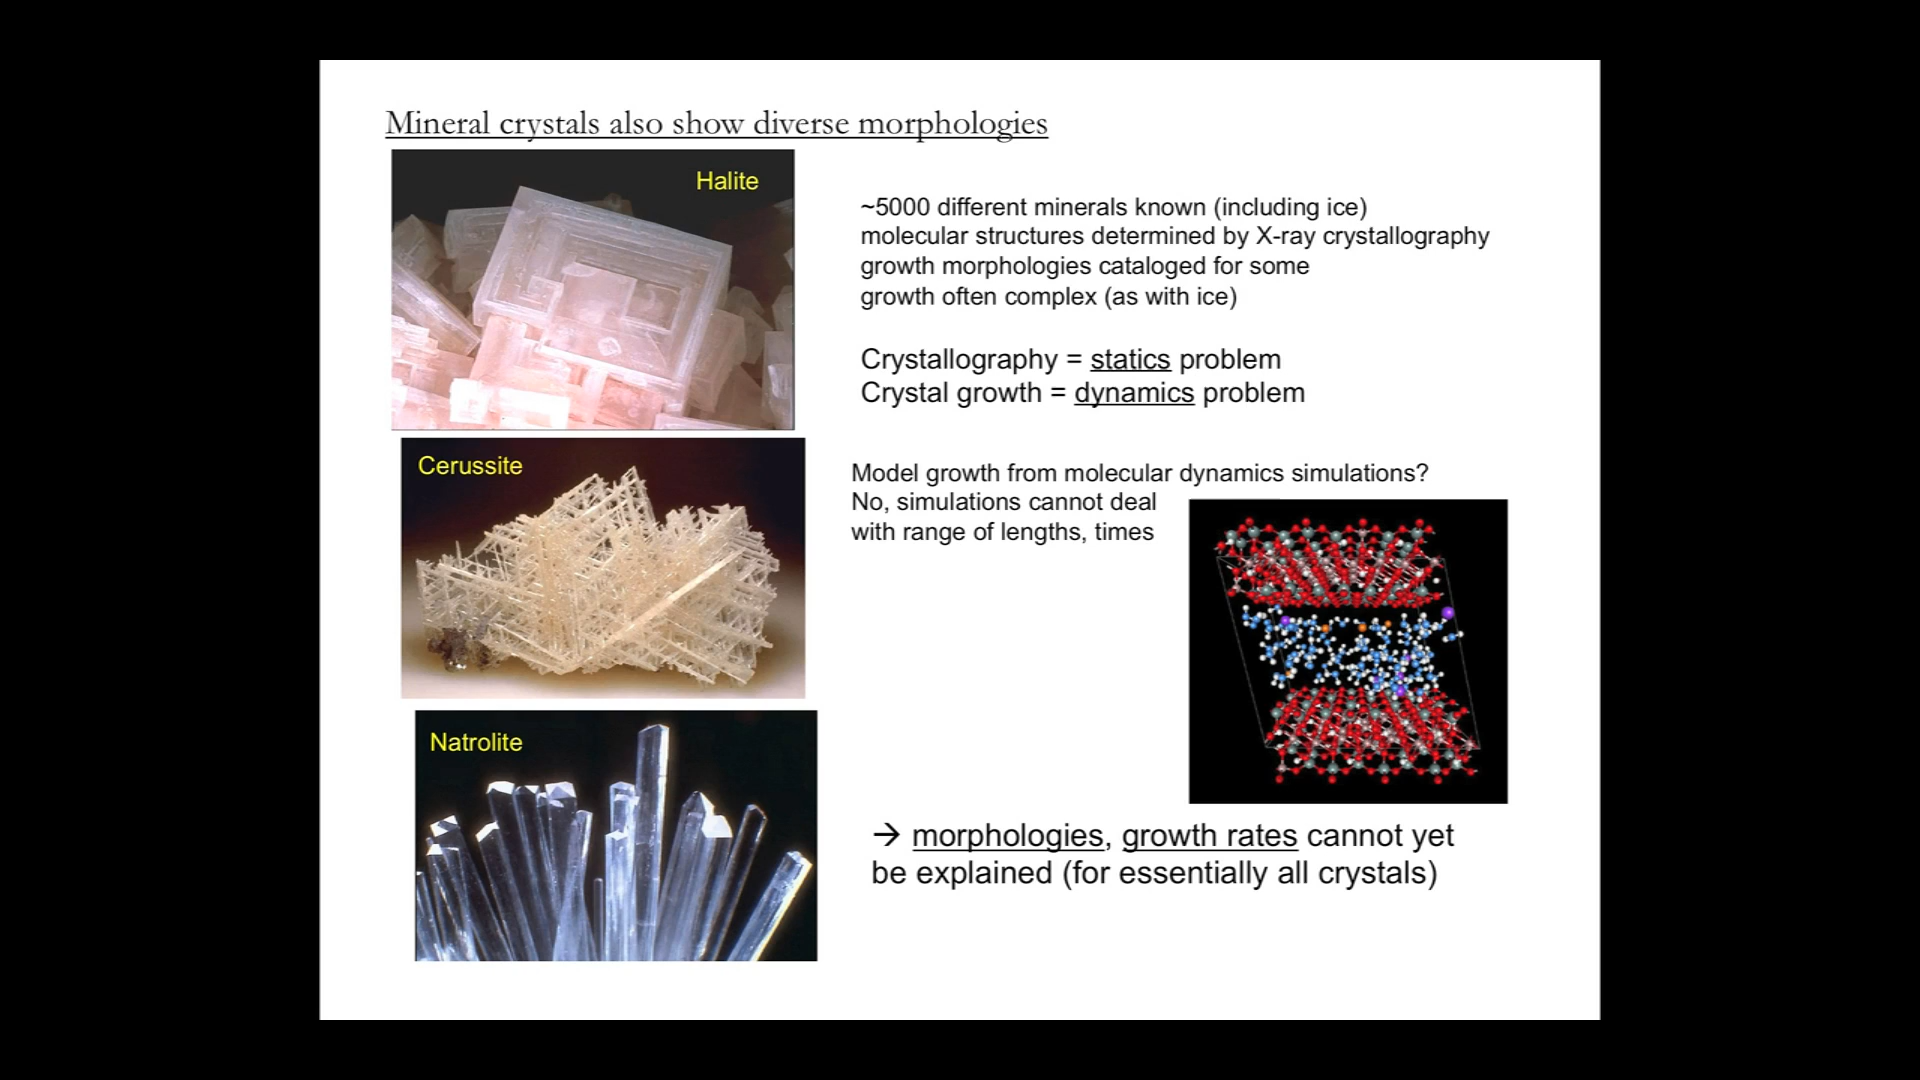 Mineral crystals also show diverse morphologies
Halite
~5000 different minerals known (including ice)
molecular structures determined by X-ray crystallography
growth morphologies cataloged for some
growth often complex (as with ice)
Crystallography = statics problem
Crystal growth = dynamics problem
Cerussite
Model growth from molecular dynamics simulations?
No, simulations cannot deal
with range of lengths, times
Natrolite
→ morphologies, growth rates cannot yet
be explained (for essentially all crystals)